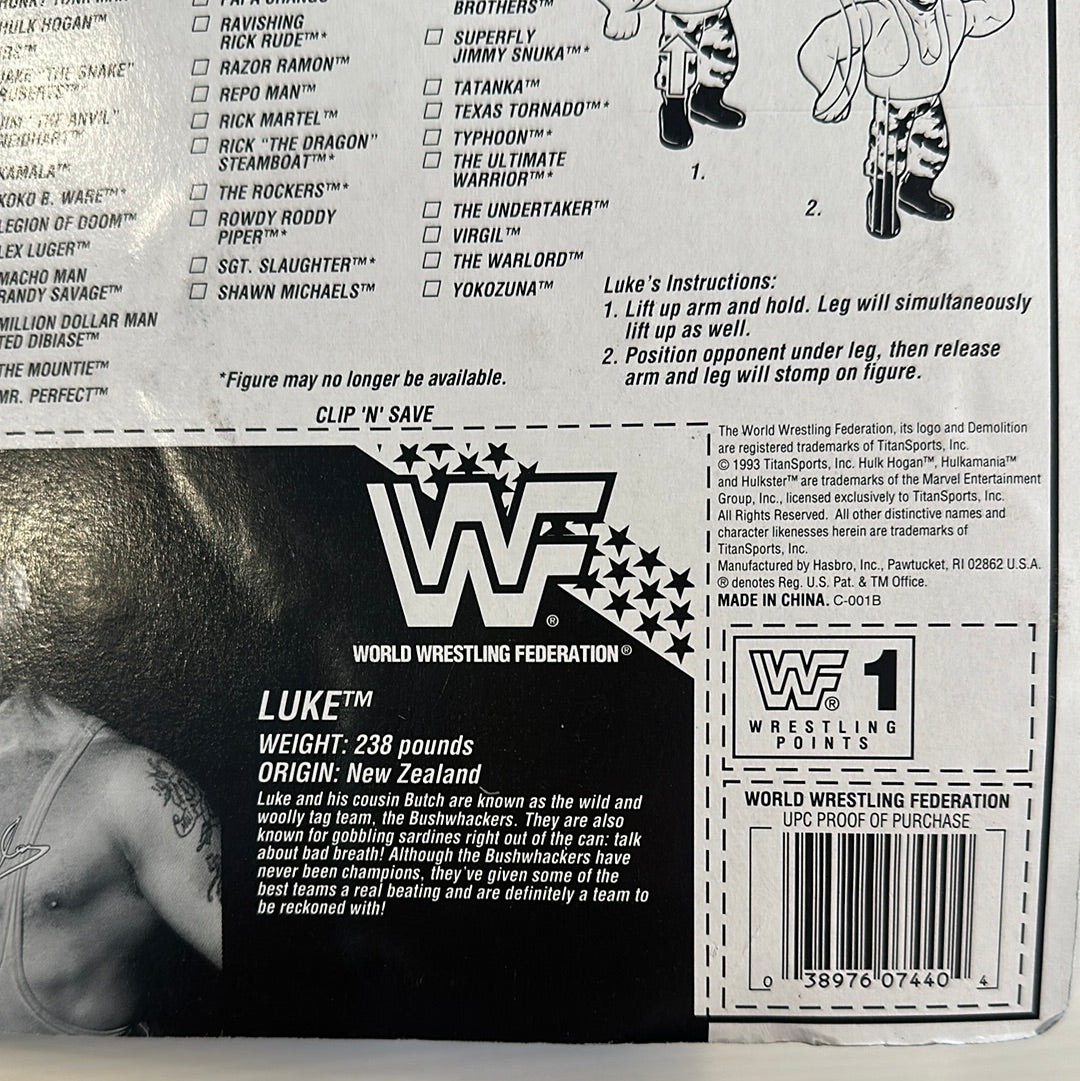 HULK HOGAN™
JAKE "THE SNAKE"
KAMALA™
KOKO B. WARE™*
LEGION OF DOOM™
LEX LUGER™
MACHO MAN
RANDY SAVAGE™
MILLION DOLLAR MAN
TED DIBIASE™
THE MOUNTIE™
MR. PERFECT™
RAVISHING
RICK RUDE™*
RAZOR RAMON™
REPO MAN™
RICK MARTEL™
RICK "THE DRAGON"
STEAMBOAT™*
THE ROCKERS™*
ROWDY RODDY
PIPER™*
SGT. SLAUGHTER™*
SHAWN MICHAELS™
BROTHERS™
SUPERFLY
JIMMY SNUKA™*
TATANKA™
TEXAS TORNADO™*
TYPHOON™*
THE ULTIMATE
WARRIOR™*
THE UNDERTAKER™
VIRGIL™
THE WARLORD™
YOKOZUNA™
*Figure may no longer be available.
1.
2.
Luke's Instructions:
1. Lift up arm and hold. Leg will simultaneously
lift up as well.
2. Position opponent under leg, then release
arm and leg will stomp on figure.
CLIP 'N' SAVE
The World Wrestling Federation, its logo and Demolition
are registered trademarks of TitanSports, Inc.
© 1993 TitanSports, Inc. Hulk Hogan™, Hulkamania™
and Hulkster™ are trademarks of the Marvel Entertainment
Group, Inc., licensed exclusively to TitanSports, Inc.
All Rights Reserved. All other distinctive names and
character likenesses herein are trademarks of
TitanSports, Inc.
Manufactured by Hasbro, Inc., Pawtucket, RI 02862 U.S.A.
® denotes Reg. U.S. Pat. & TM Office.
MADE IN CHINA. C-001B
WF®
WORLD WRESTLING FEDERATION®
LUKE™
WEIGHT: 238 pounds
ORIGIN: New Zealand
Luke and his cousin Butch are known as the wild and
woolly tag team, the Bushwhackers. They are also
known for gobbling sardines right out of the can: talk
about bad breath! Although the Bushwhackers have
never been champions, they've given some of the
best teams a real beating and are definitely a team to
be reckoned with!
WF® 1
WRESTLING
POINTS
WORLD WRESTLING FEDERATION
UPC PROOF OF PURCHASE
0 38976 07440 4